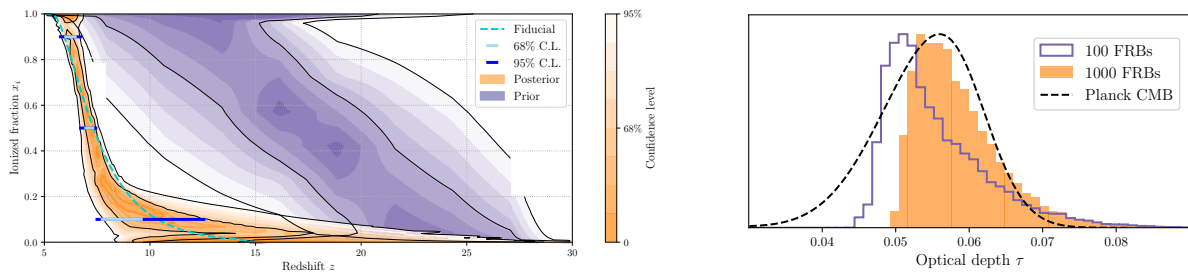 1.0
0.8
0.6
0.4
0.2
0.0
Ionized fraction x_i
5
10
15
20
25
30
Redshift z
Fiducial
68% C.L.
95% C.L.
Posterior
Prior
95%
68%
0
Confidence level
100 FRBs
1000 FRBs
Planck CMB
0.04
0.05
0.06
0.07
0.08
Optical depth τ